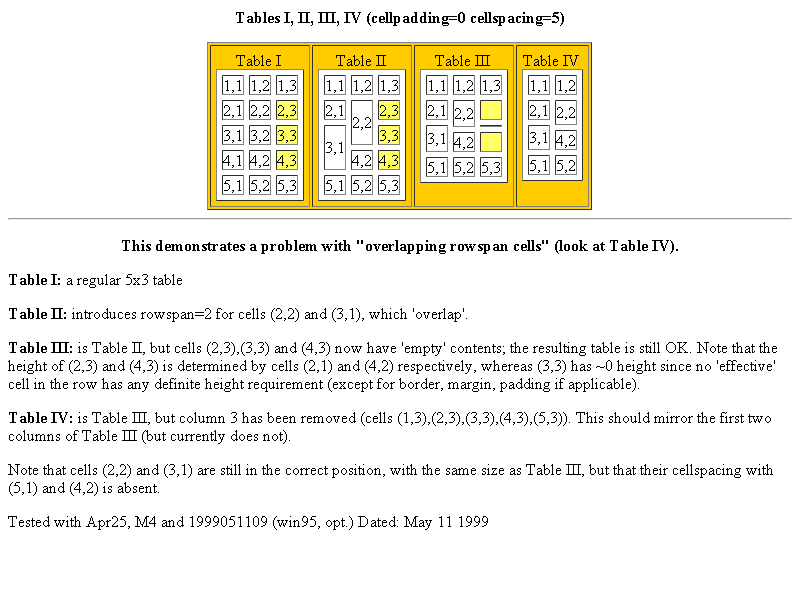 Tables I, II, III, IV (cellpadding=0 cellspacing=5)
Table I Table II Table III Table IV
1,1 1,2 1,3 1,1 1,2 1,3 1,1 1,2 1,3 1,1 1,2
2,1 2,2 2,3 2,1 2,2 2,3 2,1 2,2 2,1 2,2
3,1 3,2 3,3 3,1 3,3 3,1 3,1
4,1 4,2 4,3 4,2 4,3 4,2 4,2
5,1 5,2 5,3 5,1 5,2 5,3 5,1 5,2 5,3 5,1 5,2
This demonstrates a problem with "overlapping rowspan cells" (look at Table IV).
Table I: a regular 5x3 table
Table II: introduces rowspan=2 for cells (2,2) and (3,1), which 'overlap'.
Table III: is Table II, but cells (2,3),(3,3) and (4,3) now have 'empty' contents; the resulting table is still OK. Note that the
height of (2,3) and (4,3) is determined by cells (2,1) and (4,2) respectively, whereas (3,3) has ~0 height since no 'effective'
cell in the row has any definite height requirement (except for border, margin, padding if applicable).
Table IV: is Table III, but column 3 has been removed (cells (1,3),(2,3),(3,3),(4,3),(5,3)). This should mirror the first two
columns of Table III (but currently does not).
Note that cells (2,2) and (3,1) are still in the correct position, with the same size as Table III, but that their cellspacing with
(5,1) and (4,2) is absent.
Tested with Apr25, M4 and 1999051109 (win95, opt.) Dated: May 11 1999